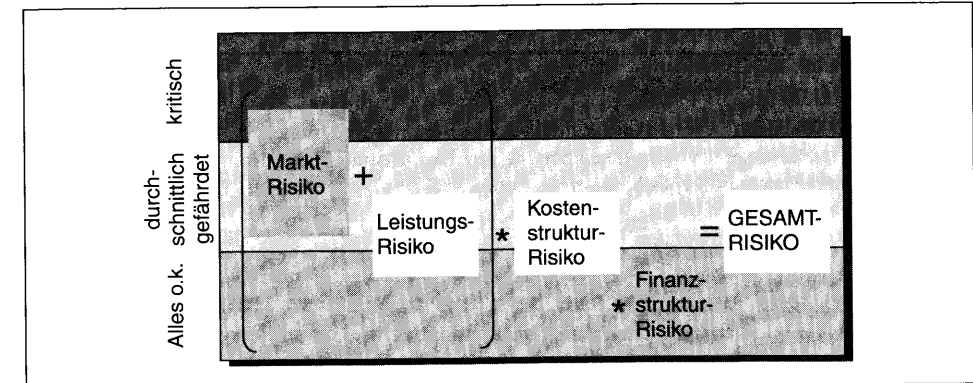 kritisch
durch-
schnittlich
gefährdet
Alles o.k.
(
Markt-
Risiko
+
Leistungs-
Risiko
)
*
Kosten-
struktur-
Risiko
*
Finanz-
struktur-
Risiko
=
GESAMT-
RISIKO